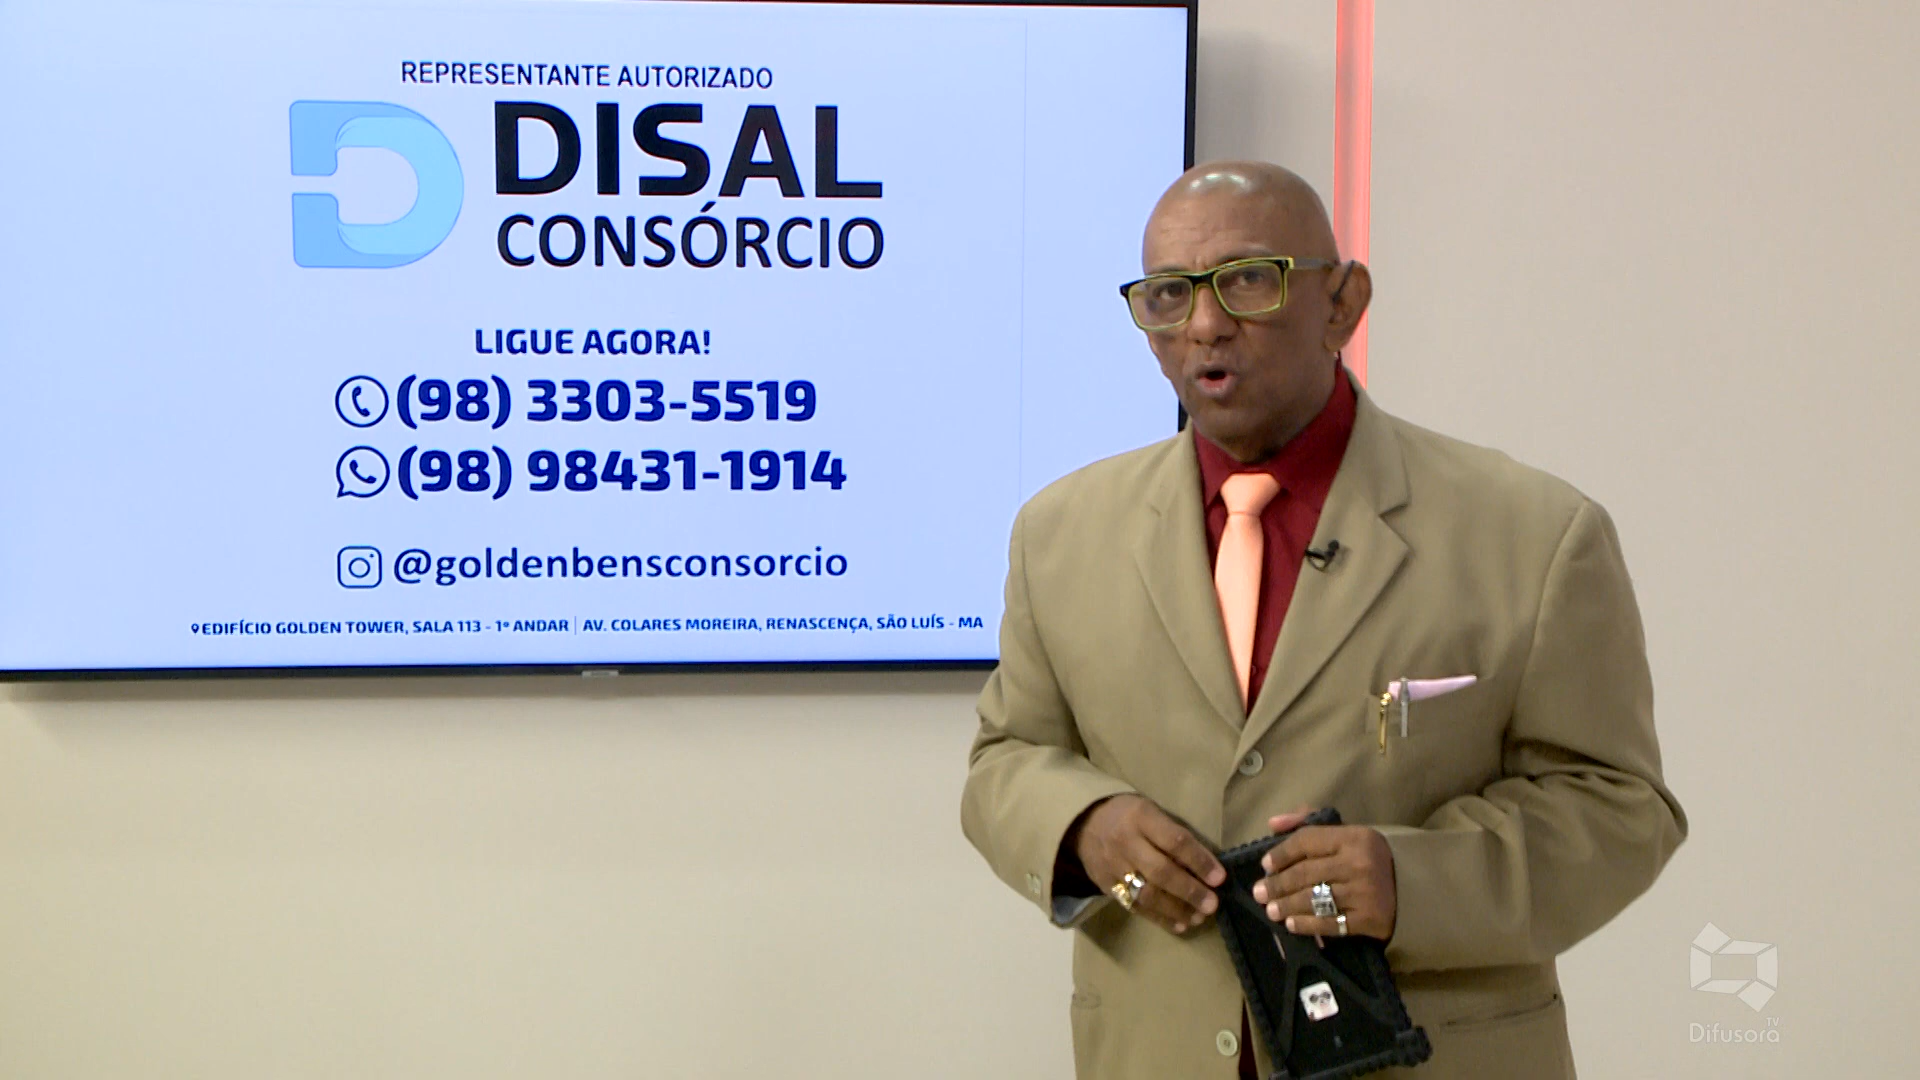 REPRESENTANTE AUTORIZADO
DISAL
CONSÓRCIO
LIGUE AGORA!
(98) 3303-5519
(98) 98431-1914
@goldenbensconsorcio
EDIFÍCIO GOLDEN TOWER, SALA 113 - 1º ANDAR | AV. COLARES MOREIRA, RENASCENÇA, SÃO LUÍS - MA
TV
Difusora